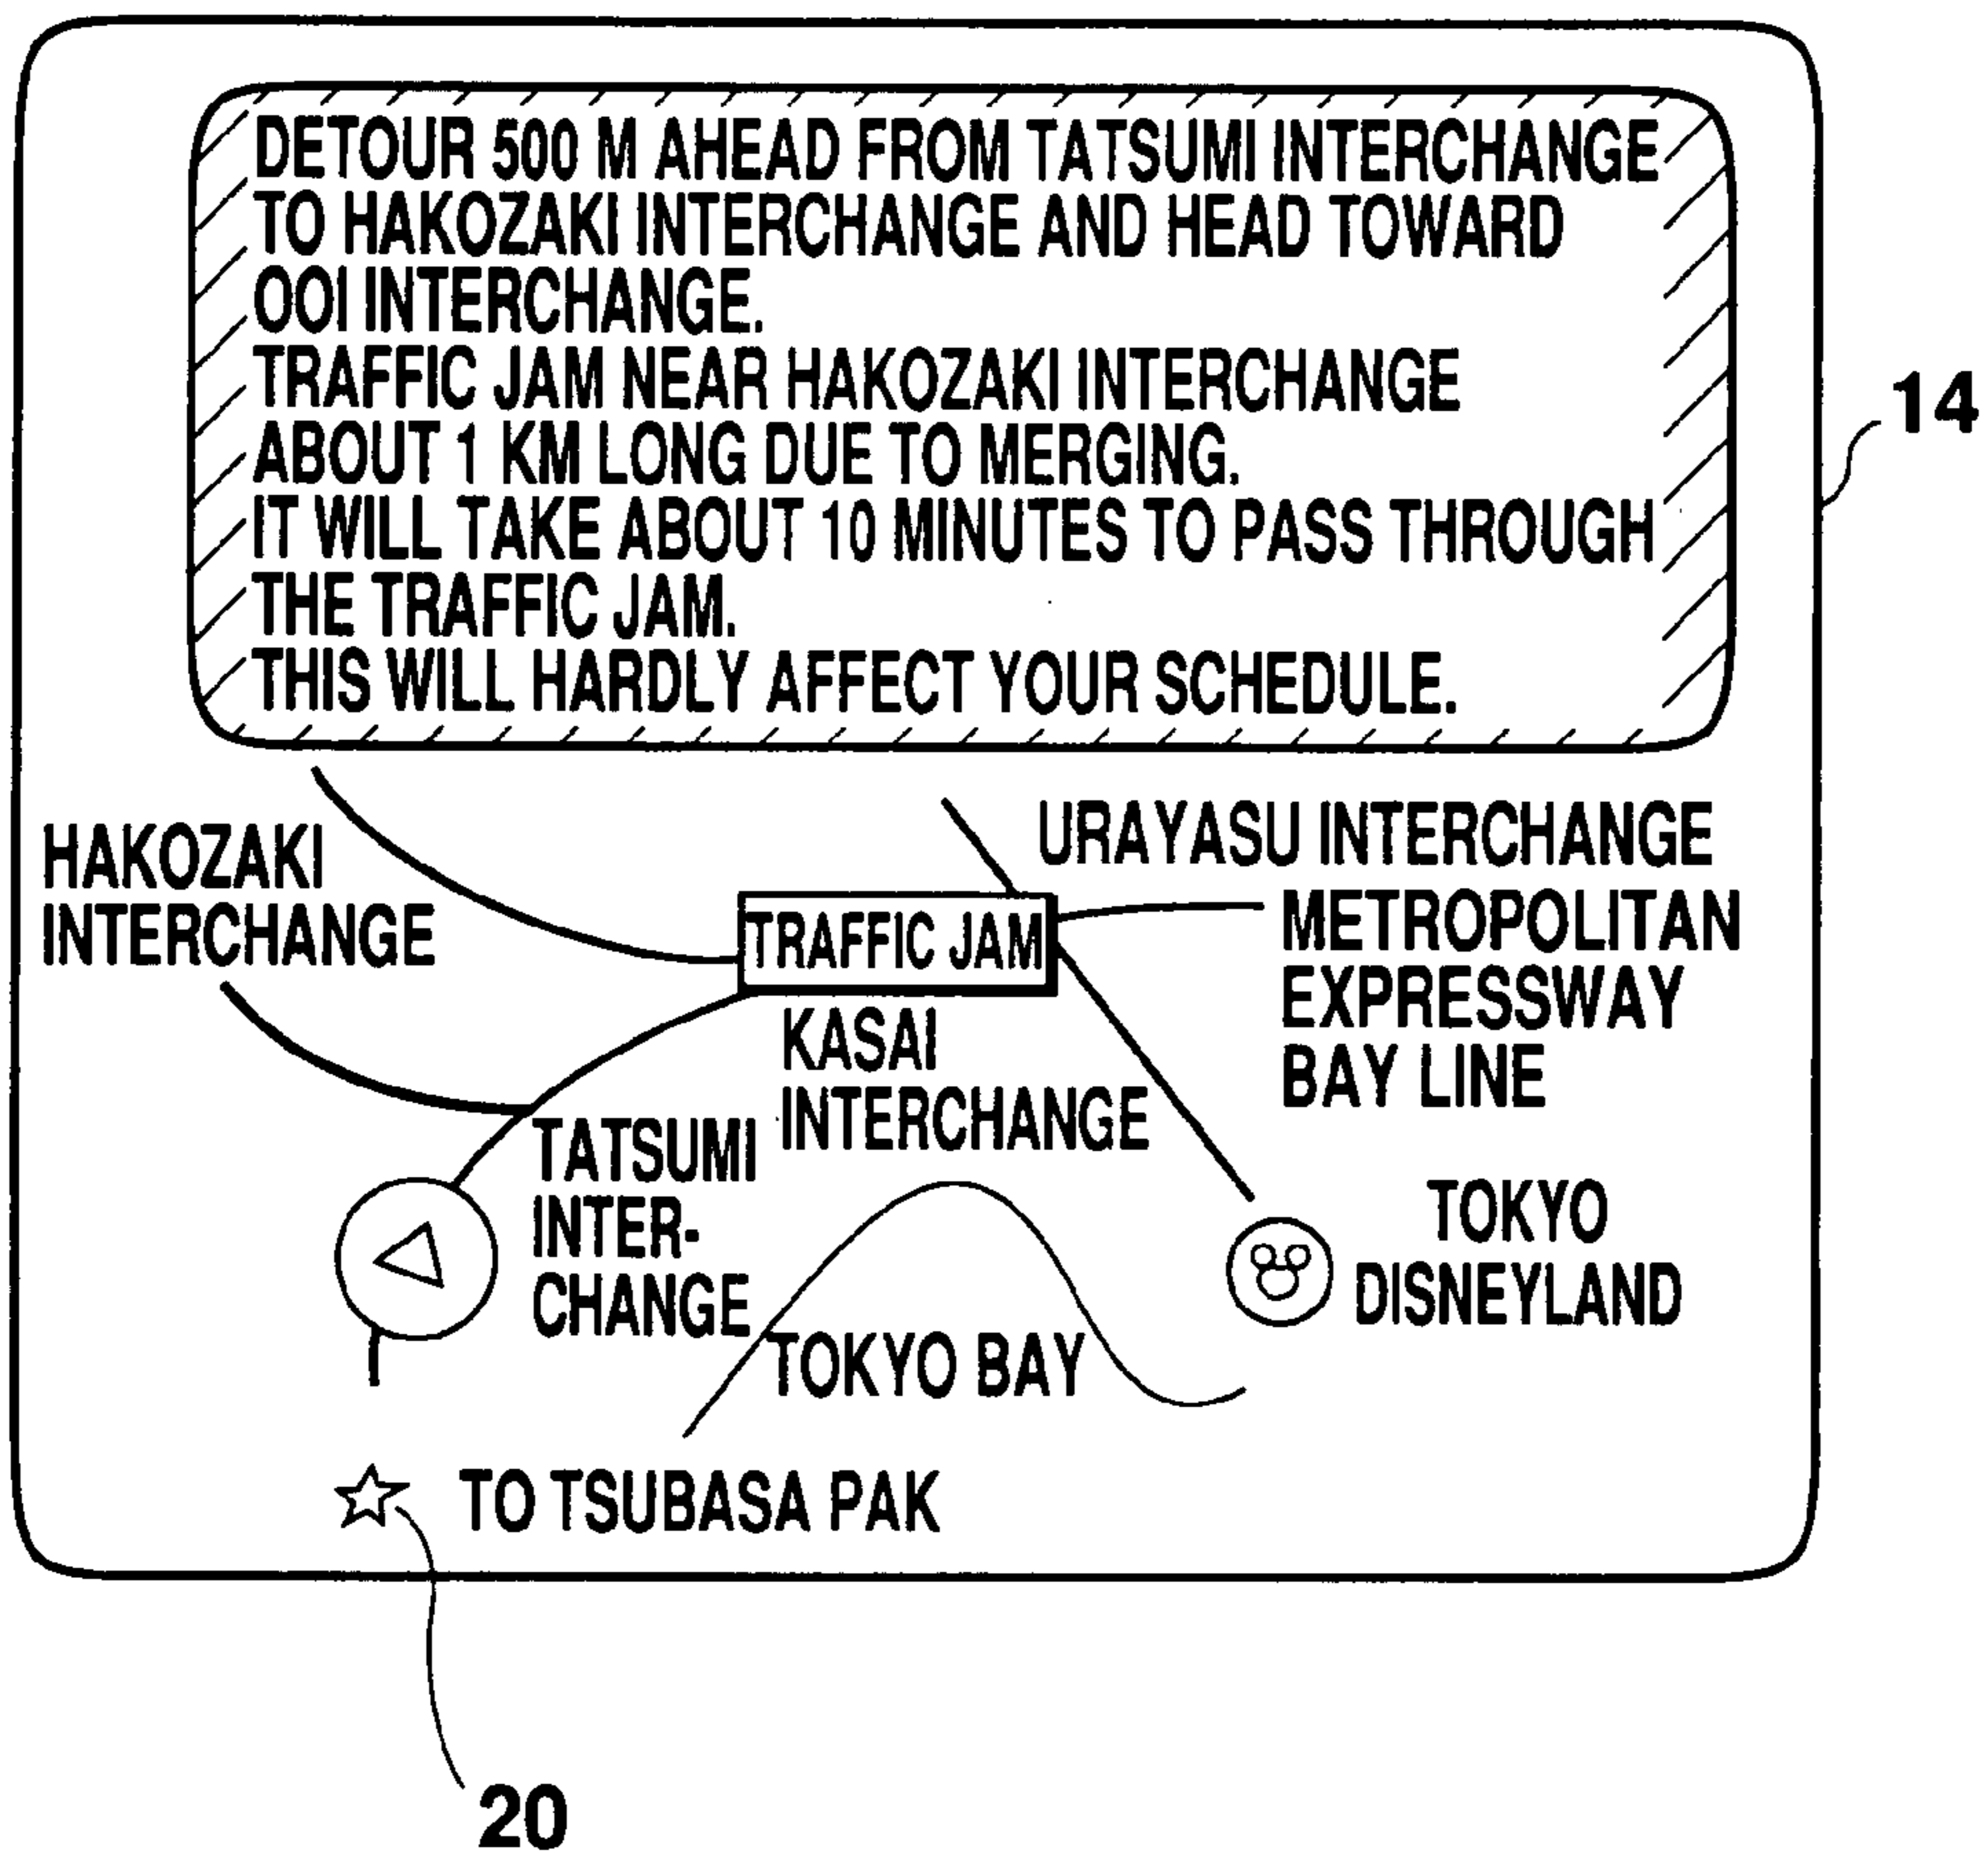 DETOUR 500 M AHEAD FROM TATSUMI INTERCHANGE
TO HAKOZAKI INTERCHANGE AND HEAD TOWARD
OOI INTERCHANGE.
TRAFFIC JAM NEAR HAKOZAKI INTERCHANGE
ABOUT 1 KM LONG DUE TO MERGING.
IT WILL TAKE ABOUT 10 MINUTES TO PASS THROUGH
THE TRAFFIC JAM.
THIS WILL HARDLY AFFECT YOUR SCHEDULE.
14
HAKOZAKI
INTERCHANGE
URAYASU INTERCHANGE
TRAFFIC JAM
METROPOLITAN
EXPRESSWAY
BAY LINE
KASAI
INTERCHANGE
TATSUMI
INTER-
CHANGE
TOKYO
DISNEYLAND
TOKYO BAY
TO TSUBASA PAK
20